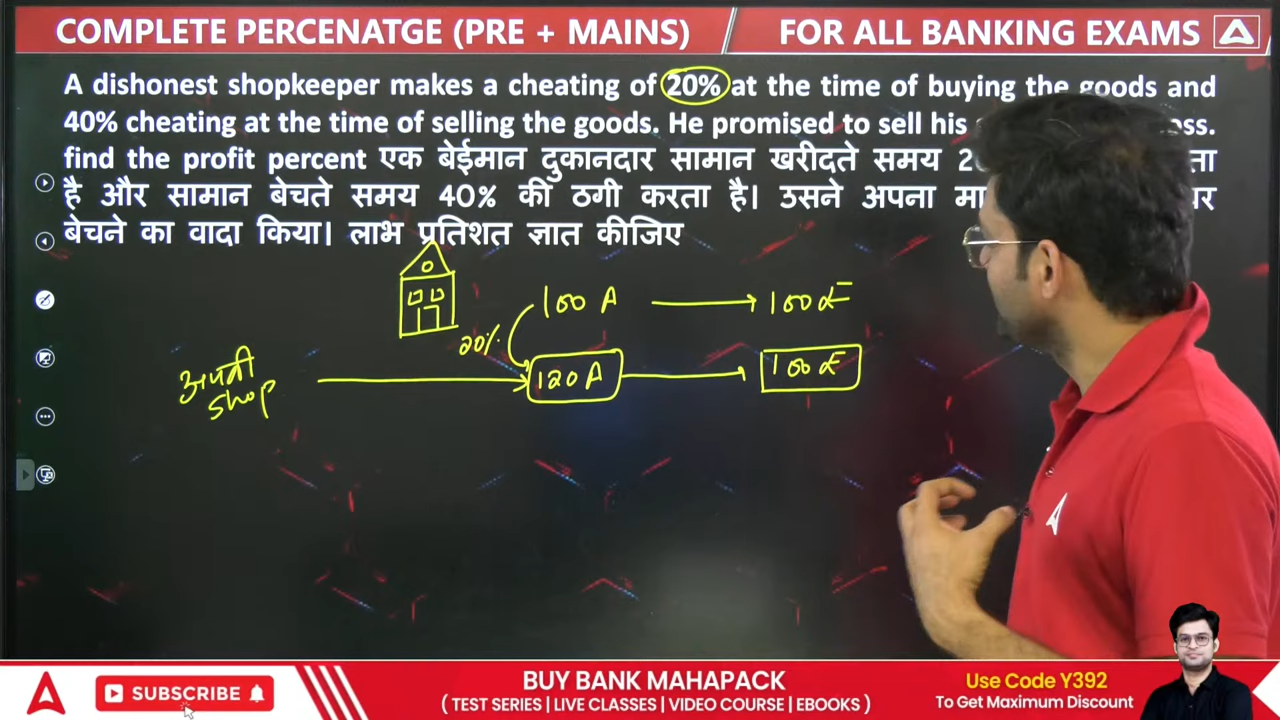 COMPLETE PERCENATGE (PRE + MAINS)
FOR ALL BANKING EXAMS
A dishonest shopkeeper makes a cheating of 20% at the time of buying the goods and
40% cheating at the time of selling the goods. He promised to sell his
find the profit percent एक बेईमान दुकानदार सामान खरीदते समय
है और सामान बेचते समय 40% की ठगी करता है। उसने अपना
बेचने का वादा किया। लाभ प्रतिशत ज्ञात कीजिए
100 A
100
20%
अपनी
shop
120 A
100
SUBSCRIBE
BUY BANK MAHAPACK
( TEST SERIES | LIVE CLASSES | VIDEO COURSE | EBOOKS )
Use Code Y392
To Get Maximum Discount